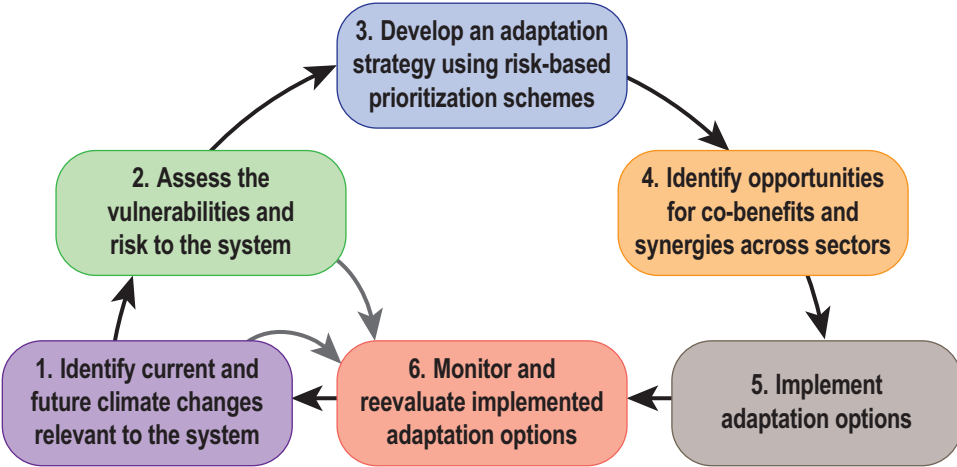 3. Develop an adaptation
strategy using risk-based
prioritization schemes
2. Assess the
vulnerabilities and
risk to the system
4. Identify opportunities
for co-benefits and
synergies across sectors
1. Identify current and
future climate changes
relevant to the system
6. Monitor and
reevaluate implemented
adaptation options
5. Implement
adaptation options